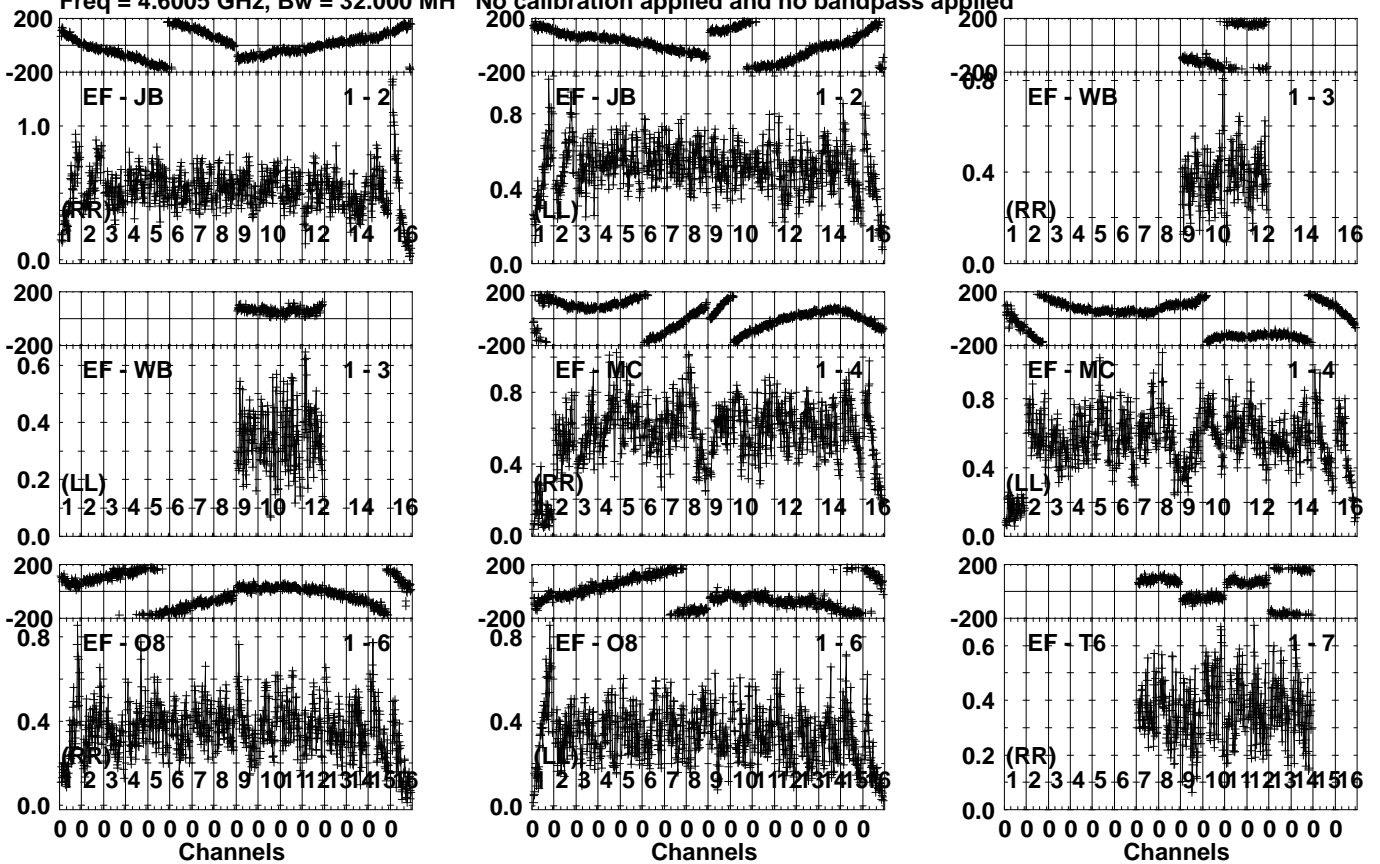 Freq = 4.6005 GHz, Bw = 32.000 MH No calibration applied and no bandpass applied
200 200 200
-200 -200 -200
EF - JB 1 - 2 EF - JB 1 - 2 EF - WB 1 - 3
1.0 0.8 0.8
0.4 0.4
(RR) (LL) (RR)
1 2 3 4 5 6 7 8 9 10 12 14 16 1 2 3 4 5 6 7 8 9 10 12 14 16 1 2 3 4 5 6 7 8 9 10 12 14 16
0.0 0.0 0.0
200 200 200
-200 -200 -200
EF - WB 1 - 3 EF - MC 1 - 4 EF - MC 1 - 4
0.6 0.8 0.8
0.4 0.4 0.4
0.2
(LL) (RR) (LL)
1 2 3 4 5 6 7 8 9 10 12 14 16 1 2 3 4 5 6 7 8 9 10 12 14 16 1 2 3 4 5 6 7 8 9 10 12 14 16
0.0 0.0 0.0
200 200 200
-200 -200 -200
EF - O8 1 - 6 EF - O8 1 - 6 EF - T6 1 - 7
0.8 0.8 0.6
0.4 0.4 0.4
0.2
(RR) (LL) (RR)
1 2 3 4 5 6 7 8 9 10 11 12 13 14 15 16 1 2 3 4 5 6 7 8 9 10 11 12 13 14 15 16 1 2 3 4 5 6 7 8 9 10 11 12 13 14 15 16
0.0 0.0 0.0
0 0 0 0 0 0 0 0 0 0 0 0 0 0 0 0 0 0 0 0 0 0 0 0 0 0 0 0 0 0 0 0 0 0 0 0 0 0 0 0 0 0 0 0 0 0 0 0
Channels Channels Channels